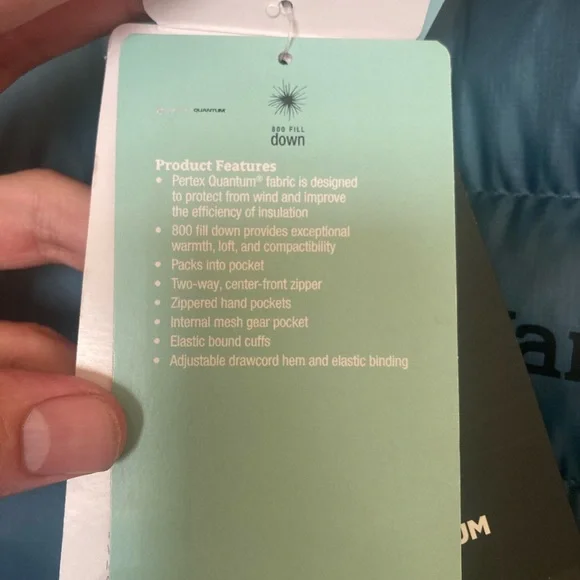 QUANTUM
800 FILL
down
Product Features
• Pertex Quantum® fabric is designed
to protect from wind and improve
the efficiency of insulation
• 800 fill down provides exceptional
warmth, loft, and compactibility
• Packs into pocket
• Two-way, center-front zipper
• Zippered hand pockets
• Internal mesh gear pocket
• Elastic bound cuffs
• Adjustable drawcord hem and elastic binding
UM